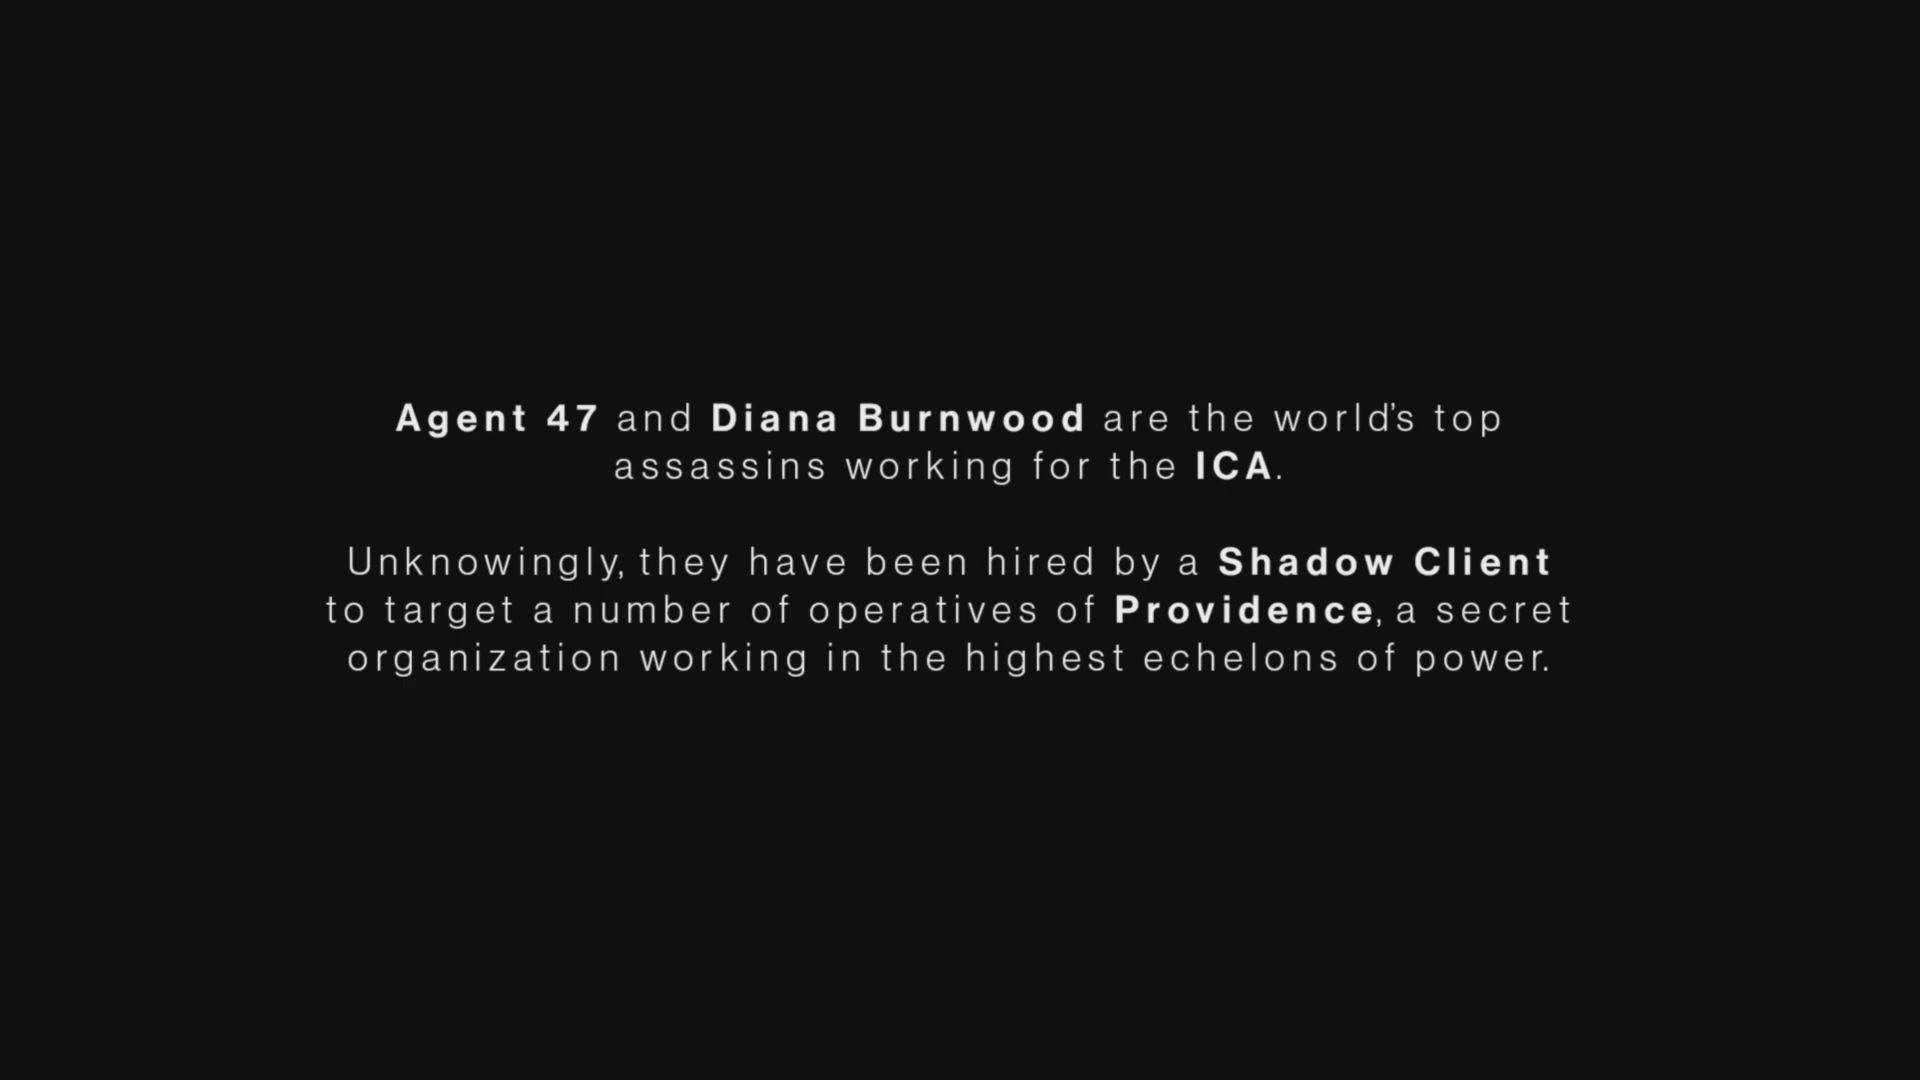 Agent 47 and Diana Burnwood are the world’s top
assassins working for the ICA.
Unknowingly, they have been hired by a Shadow Client
to target a number of operatives of Providence, a secret
organization working in the highest echelons of power.